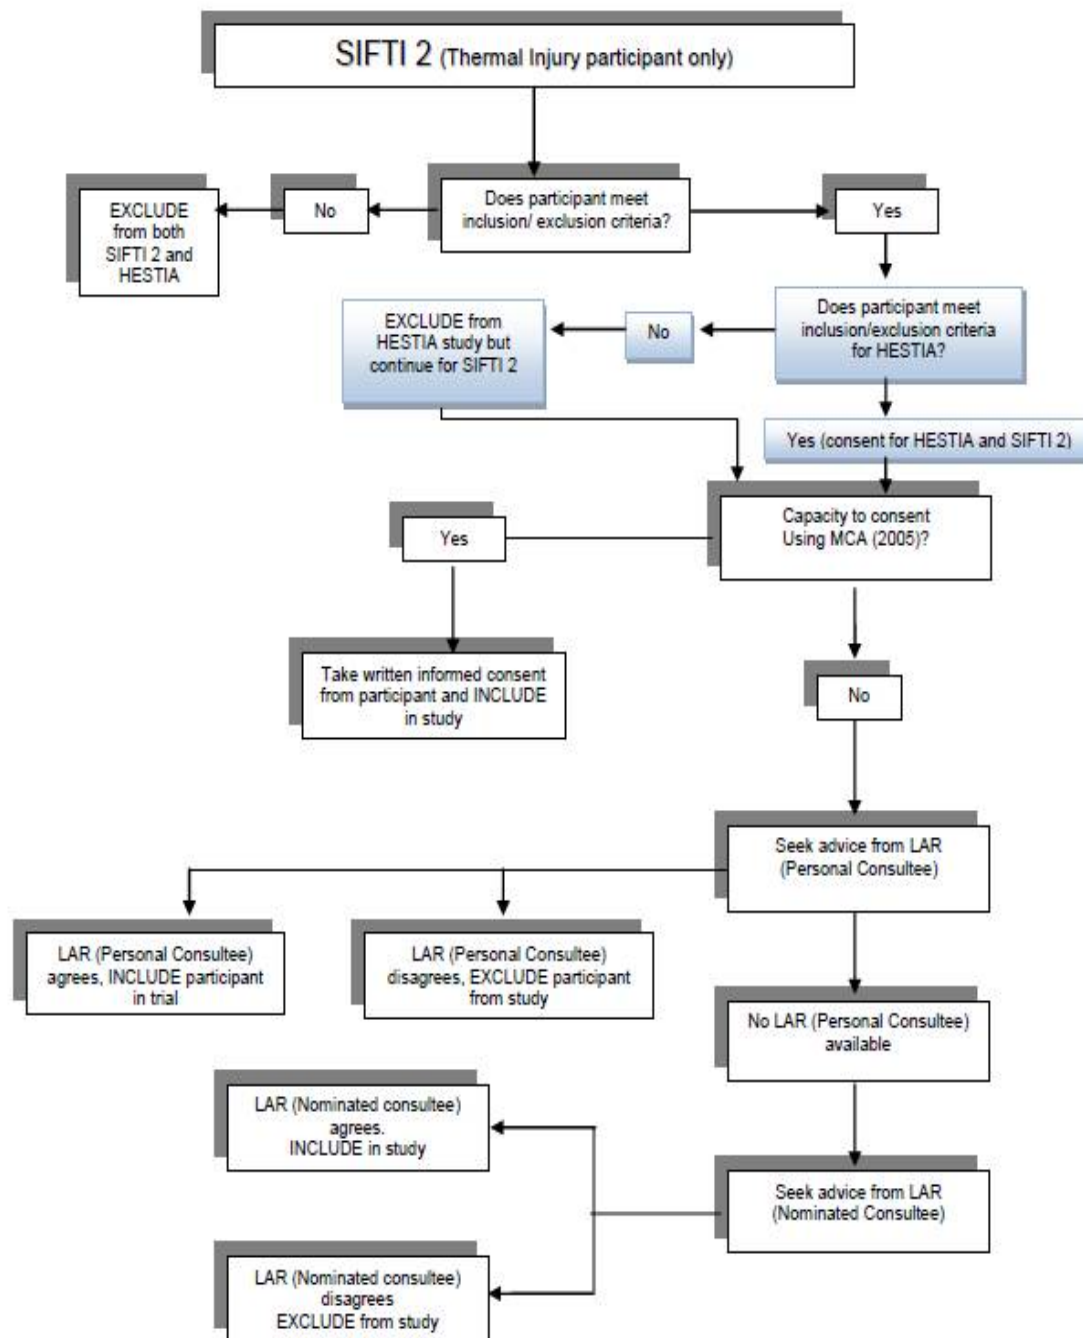 SIFTI 2 (Thermal Injury participant only)
Does participant meet
inclusion/ exclusion criteria?
No
Yes
EXCLUDE
from both
SIFTI 2 and
HESTIA
Does participant meet
inclusion/exclusion criteria
for HESTIA?
No
EXCLUDE from
HESTIA study but
continue for SIFTI 2
Yes (consent for HESTIA and SIFTI 2)
Capacity to consent
Using MCA (2005)?
Yes
Take written informed consent
from participant and INCLUDE
in study
No
Seek advice from LAR
(Personal Consultee)
LAR (Personal Consultee)
agrees, INCLUDE participant
in trial
LAR (Personal Consultee)
disagrees, EXCLUDE participant
from study
No LAR (Personal Consultee)
available
Seek advice from LAR
(Nominated Consultee)
LAR (Nominated consultee)
agrees.
INCLUDE in study
LAR (Nominated consultee)
disagrees
EXCLUDE from study